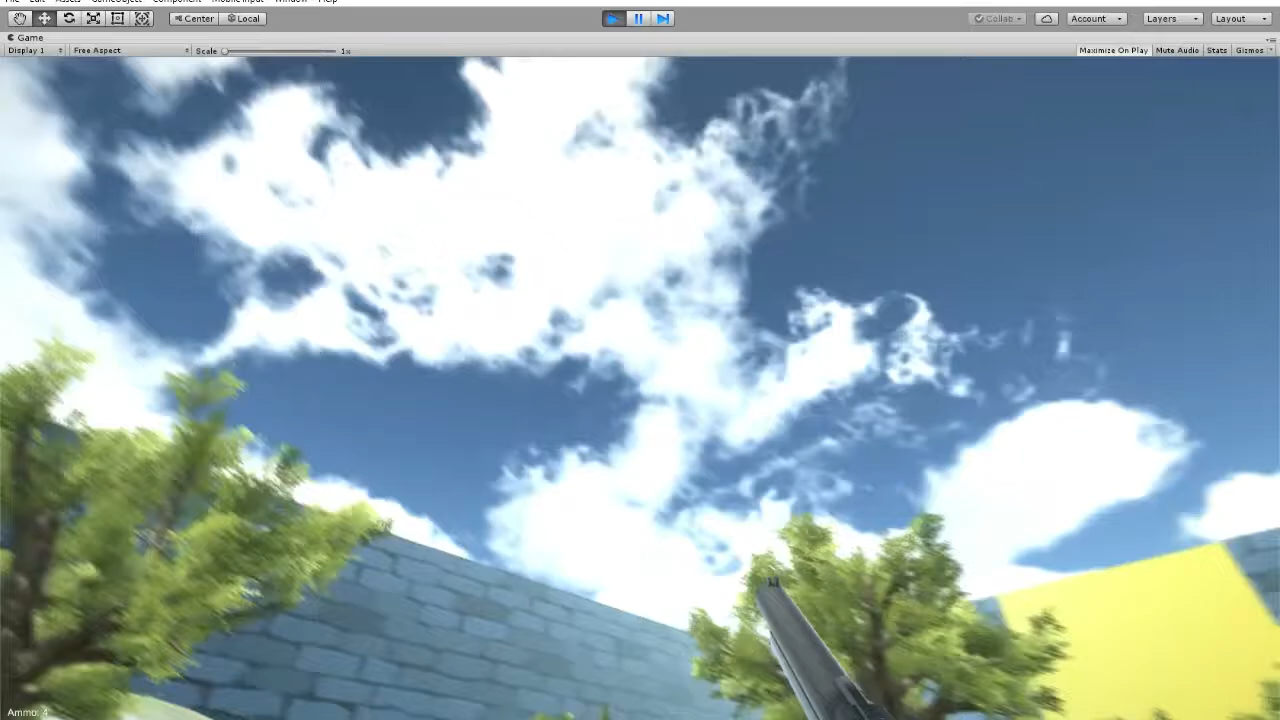 Center Local Collab Account Layers Layout
Game
Display 1 Free Aspect Scale 1x Maximize On Play Mute Audio Stats Gizmos
Ammo: 4